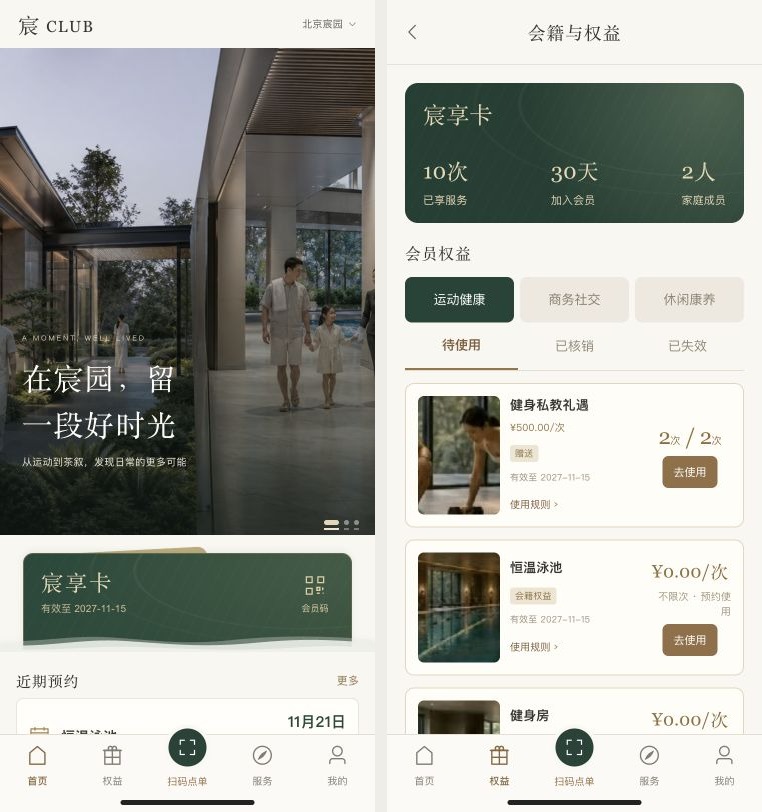 宸 CLUB
北京宸园
A MOMENT, WELL LIVED
在宸园，留
一段好时光
从运动到茶叙，发现日常的更多可能
宸享卡
有效至 2027-11-15
会员码
近期预约
更多
11月21日
恒温泳池
首页
权益
扫码点单
服务
我的
会籍与权益
宸享卡
10次
30天
2人
已享服务
加入会员
家庭成员
会员权益
运动健康
商务社交
休闲康养
待使用
已核销
已失效
健身私教礼遇
¥500.00/次
赠送
有效至 2027-11-15
使用规则 ›
2次 / 2次
去使用
恒温泳池
会籍权益
有效至 2027-11-15
使用规则 ›
¥0.00/次
不限次 · 预约使
用
去使用
健身房
¥0.00/次
首页
权益
扫码点单
服务
我的